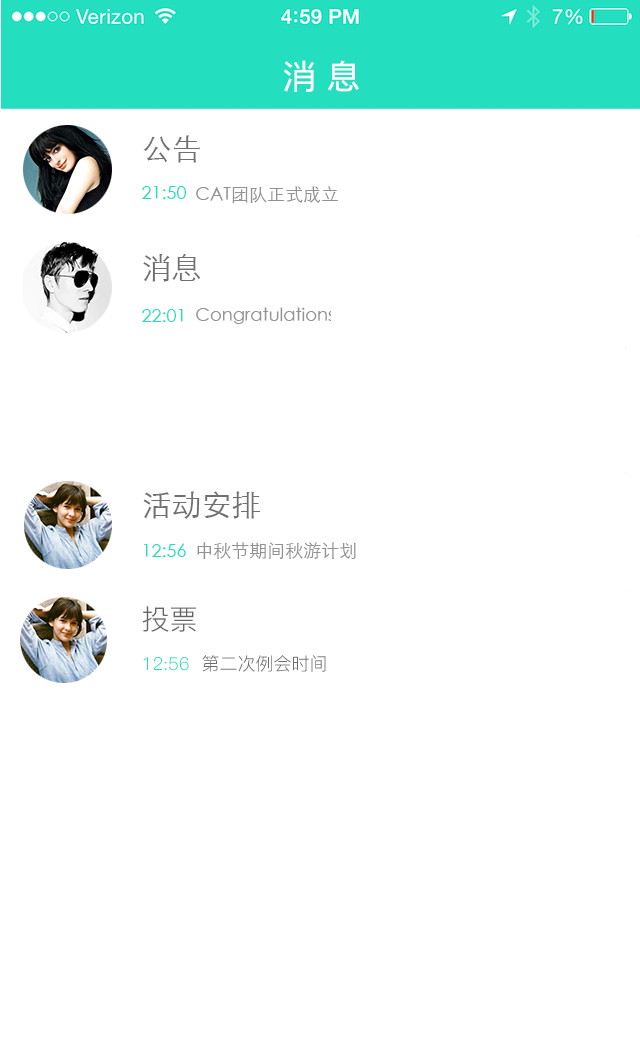 Verizon 4:59 PM 7%
消息
公告
21:50 CAT团队正式成立
消息
22:01 Congratulations
活动安排
12:56 中秋节期间秋游计划
投票
12:56 第二次例会时间